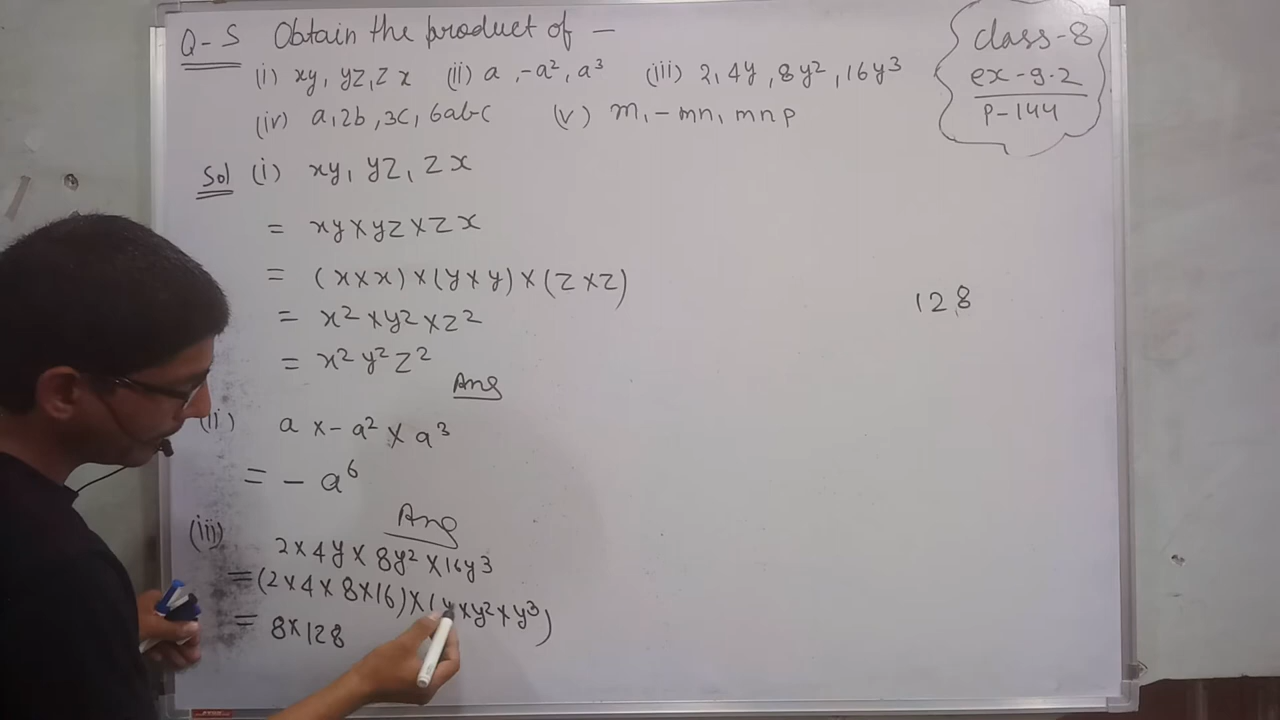 Q-5 Obtain the product of –
(i) xy, yz, zx (ii) a, -a², a³ (iii) 2, 4y, 8y², 16y³
(iv) a, 2b, 3c, 6abc (v) m, -mn, mnp
class-8
ex-9.2
P-144
Sol (i) xy, yz, zx
= xy×yz×zx
= (x×x)×(y×y)×(z×z)
= x²×y²×z²
= x²y²z²
Ans
128
(ii) a × -a² × a³
= -a⁶
Ans
(iii) 2×4y×8y²×16y³
=(2×4×8×16)×(y×y²×y³)
= 8×128